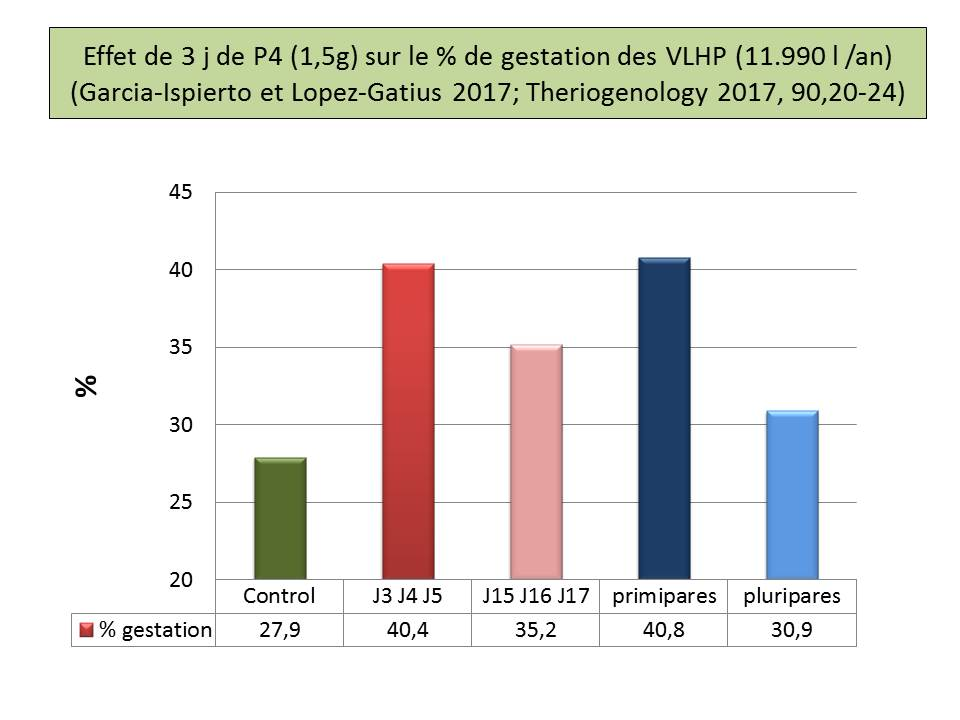 Effet de 3 j de P4 (1,5g) sur le % de gestation des VLHP (11.990 l /an)
(Garcia-Ispierto et Lopez-Gatius 2017; Theriogenology 2017, 90,20-24)
45
40
35
30
25
20
%
Control J3 J4 J5 J15 J16 J17 primipares pluripares
% gestation 27,9 40,4 35,2 40,8 30,9